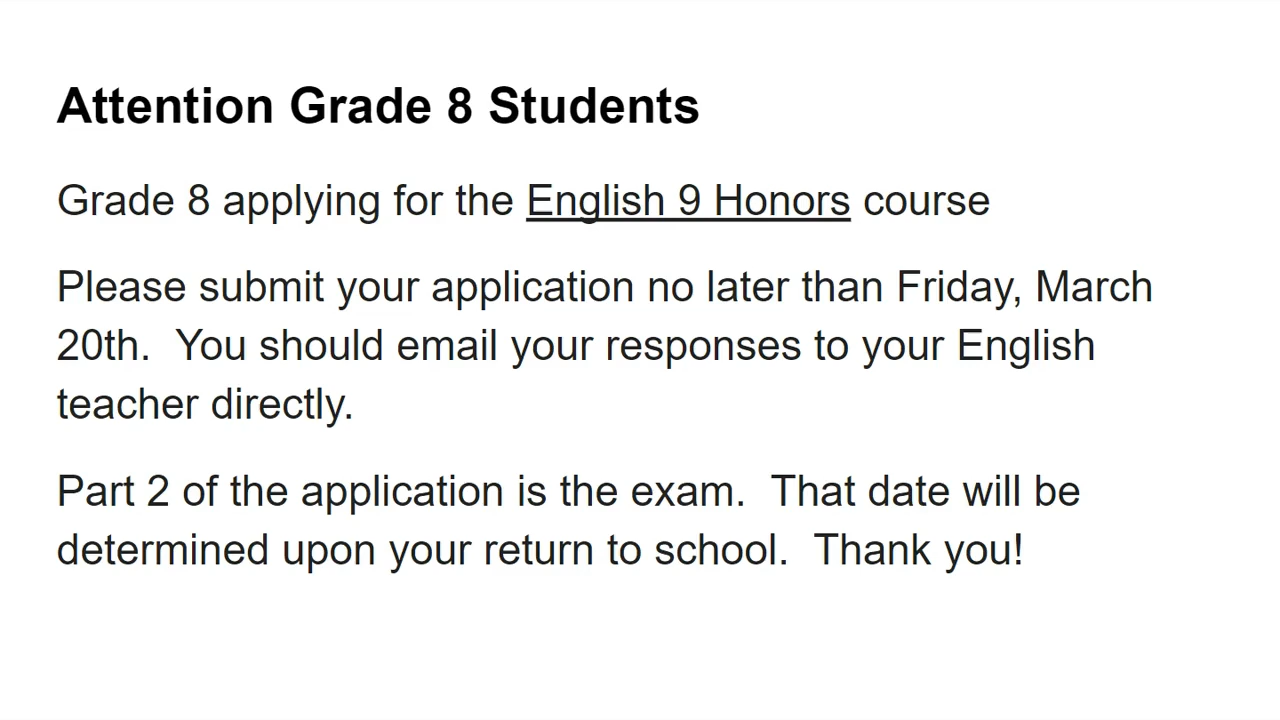 Attention Grade 8 Students
Grade 8 applying for the English 9 Honors course
Please submit your application no later than Friday, March
20th.  You should email your responses to your English
teacher directly.
Part 2 of the application is the exam.  That date will be
determined upon your return to school.  Thank you!